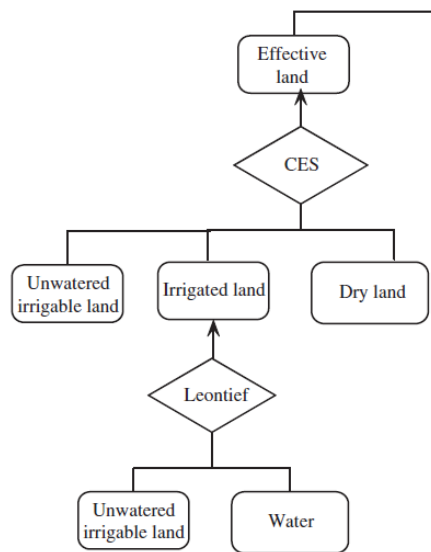 Effective
land
CES
Unwatered
irrigable land
Irrigated land
Dry land
Leontief
Unwatered
irrigable land
Water